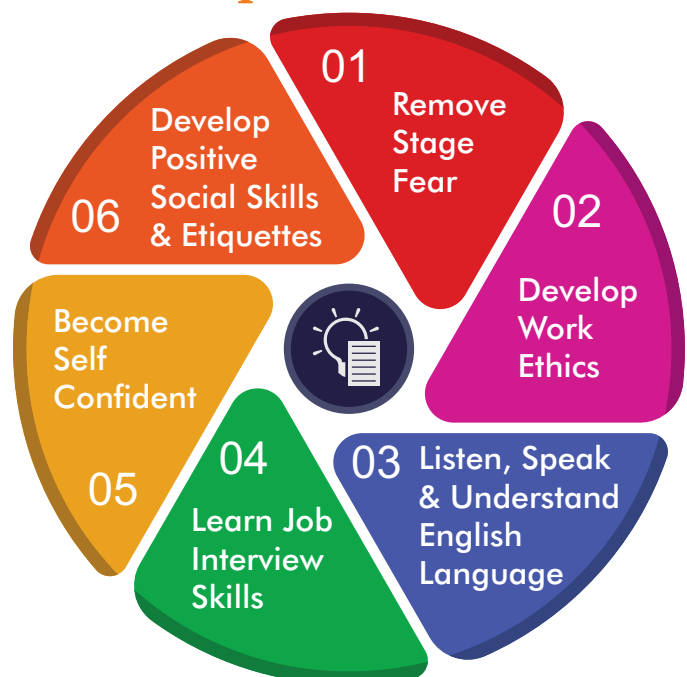 01
Remove
Stage
Fear
02
Develop
Work
Ethics
03
Listen, Speak
& Understand
English
Language
04
Learn Job
Interview
Skills
Become
Self
Confident
05
Develop
Positive
Social Skills
& Etiquettes
06